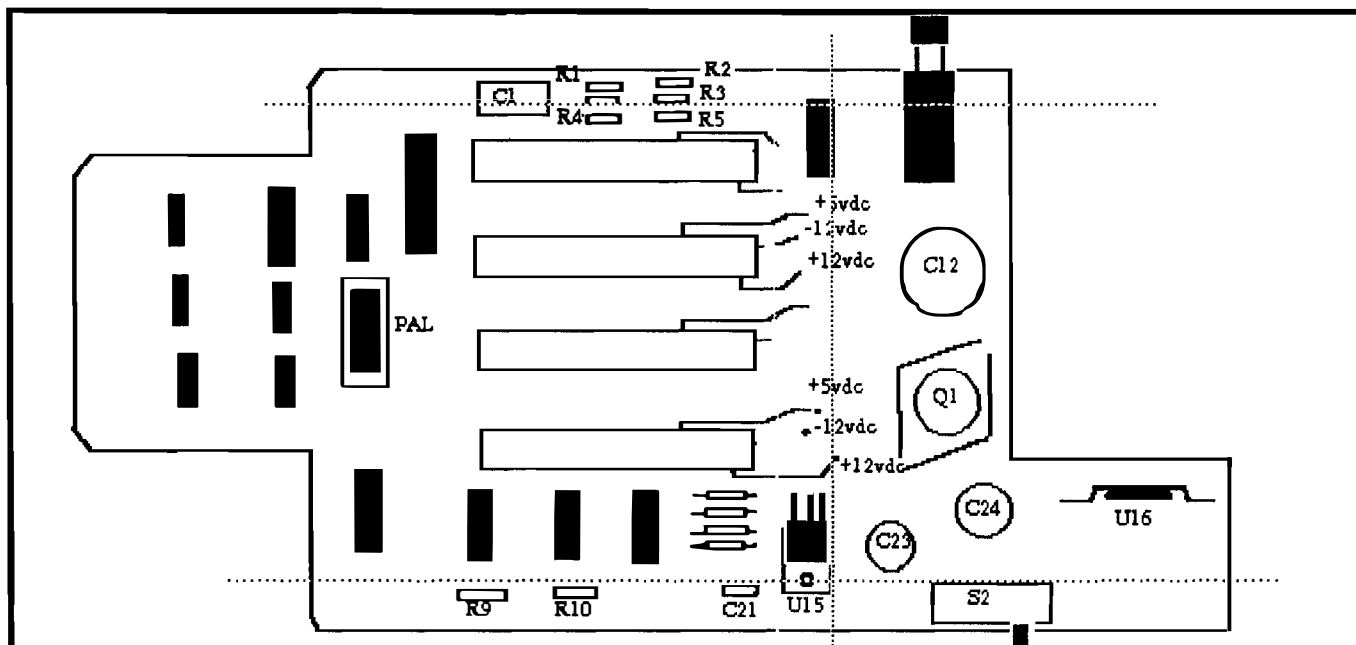 R1
R2
C1
R3
R4
R5
+5vdc
-12vdc
+12vdc
C12
PAL
+5vdc
Q1
-12vdc
+12vdc
C24
U16
C23
R9
R10
C21
U15
S2